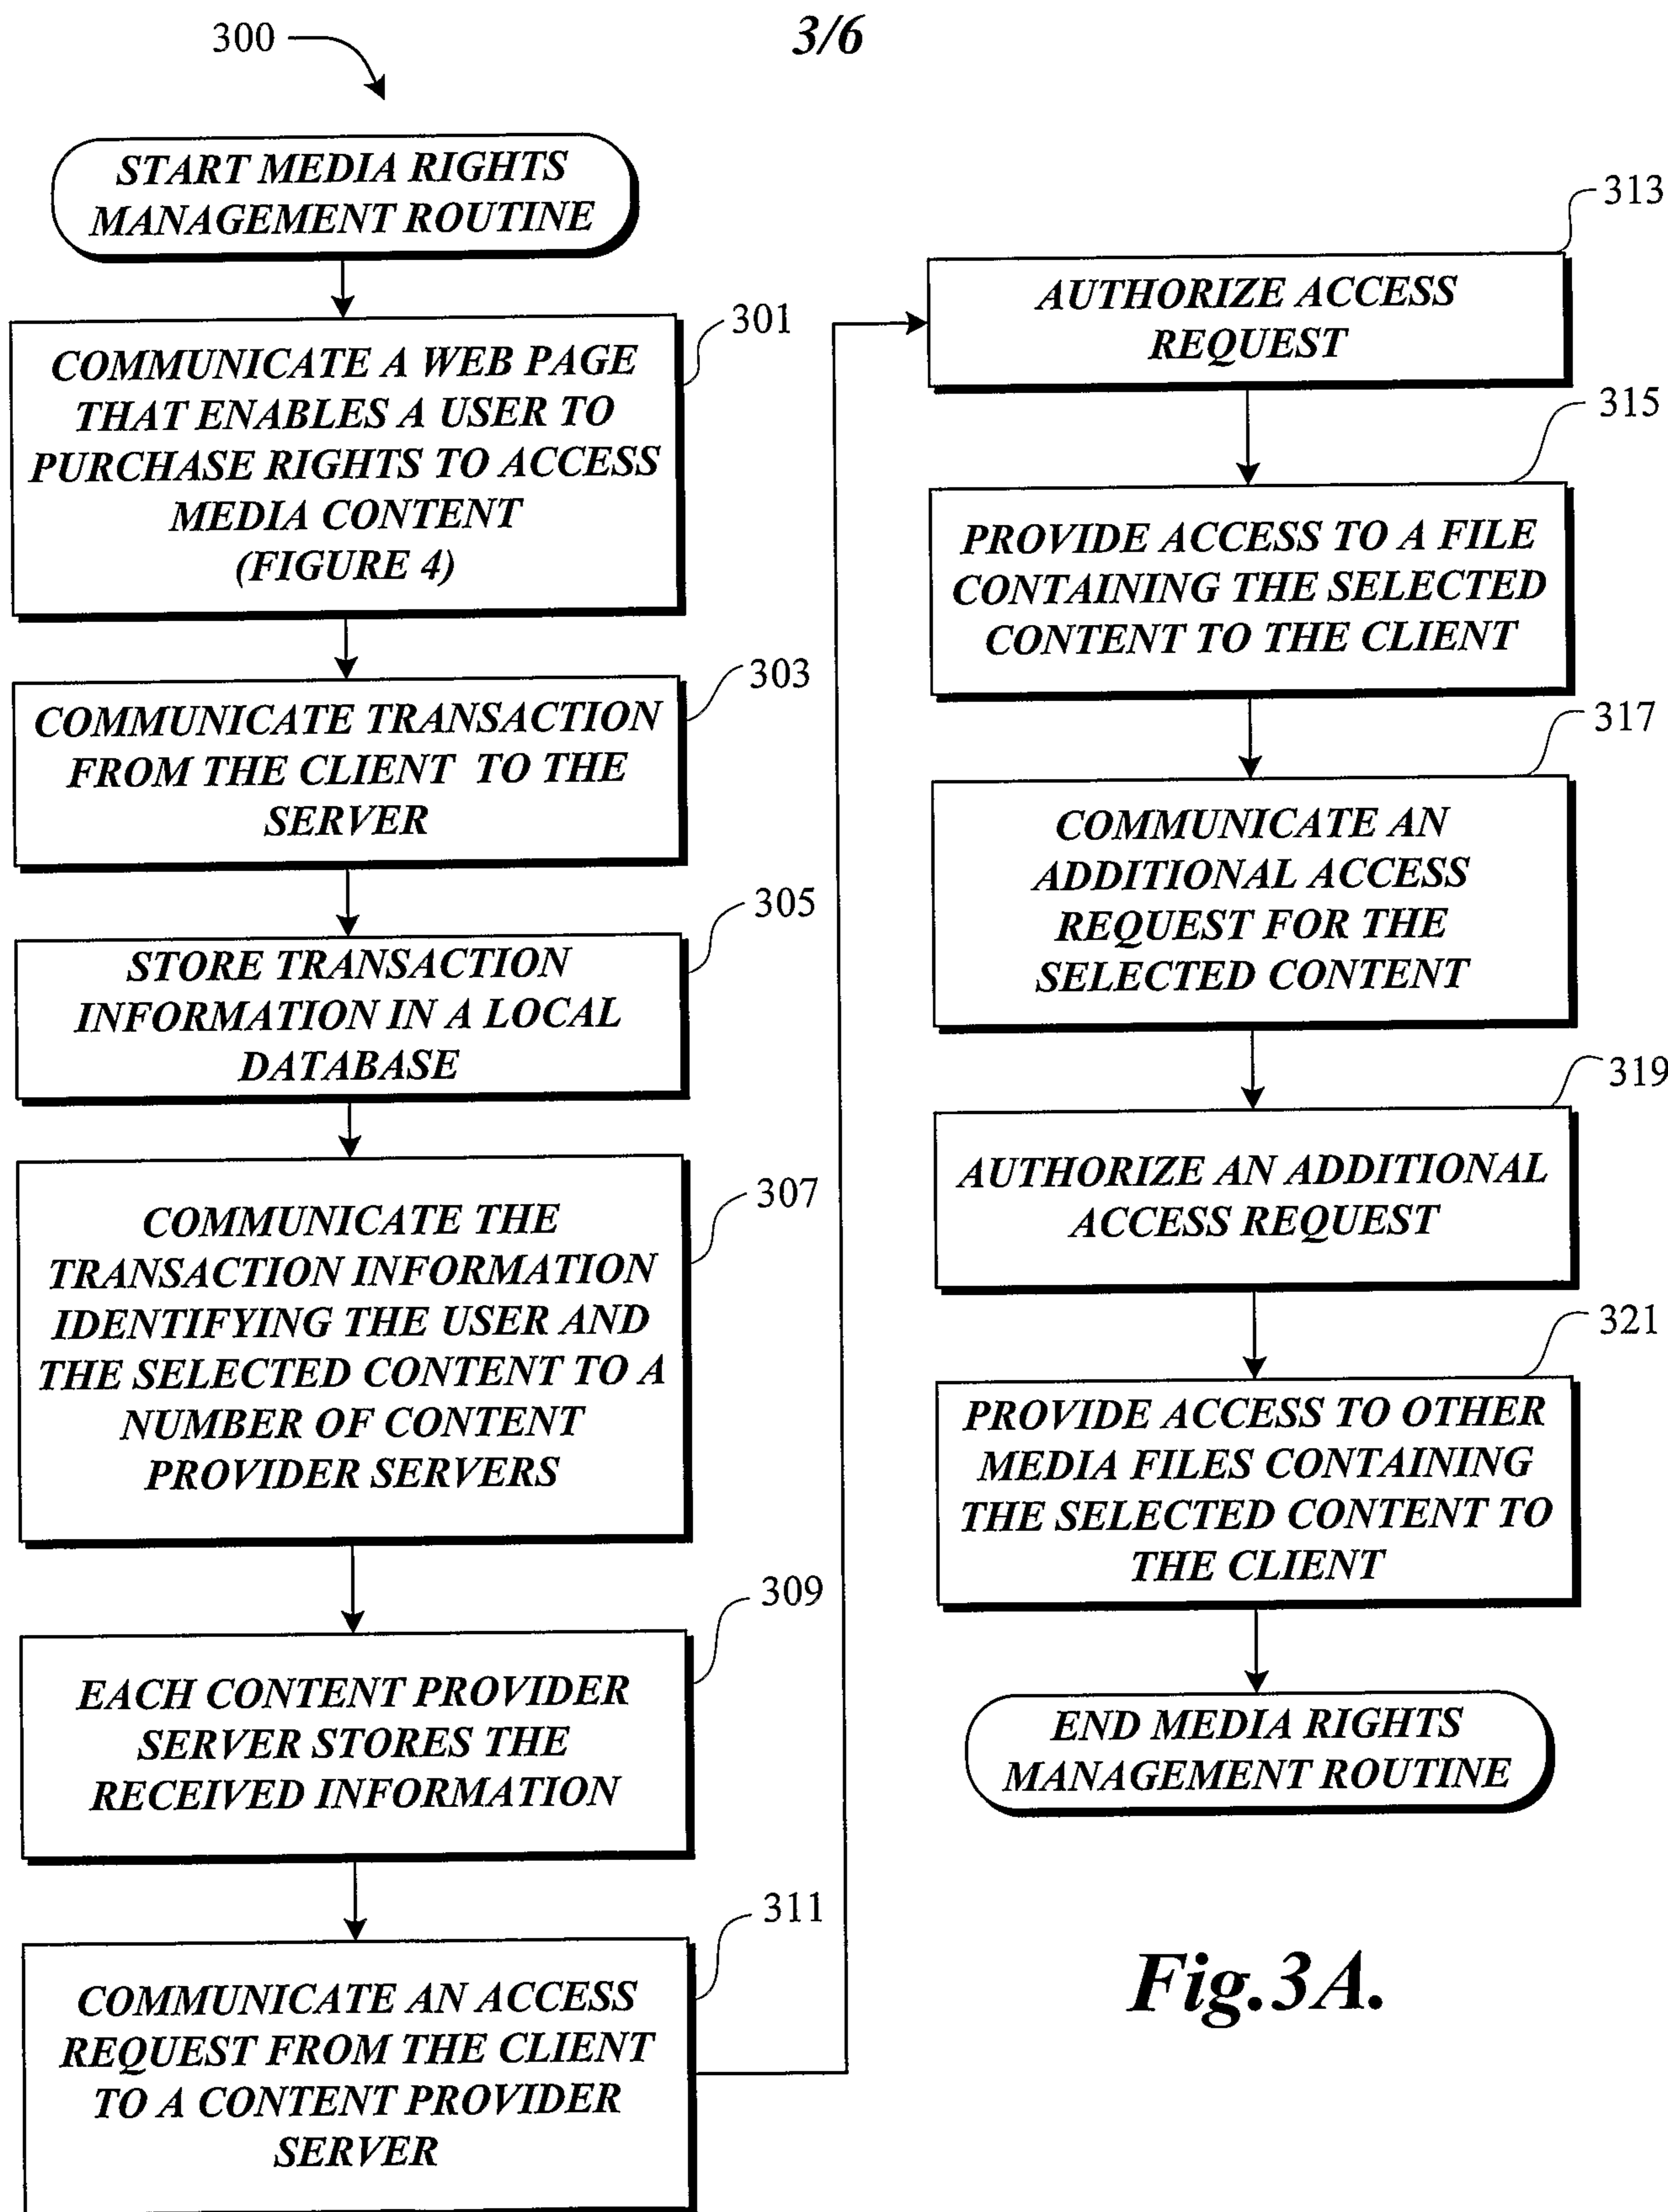 300
3/6
START MEDIA RIGHTS
MANAGEMENT ROUTINE
301
COMMUNICATE A WEB PAGE
THAT ENABLES A USER TO
PURCHASE RIGHTS TO ACCESS
MEDIA CONTENT
(FIGURE 4)
303
COMMUNICATE TRANSACTION
FROM THE CLIENT TO THE
SERVER
305
STORE TRANSACTION
INFORMATION IN A LOCAL
DATABASE
307
COMMUNICATE THE
TRANSACTION INFORMATION
IDENTIFYING THE USER AND
THE SELECTED CONTENT TO A
NUMBER OF CONTENT
PROVIDER SERVERS
309
EACH CONTENT PROVIDER
SERVER STORES THE
RECEIVED INFORMATION
311
COMMUNICATE AN ACCESS
REQUEST FROM THE CLIENT
TO A CONTENT PROVIDER
SERVER
313
AUTHORIZE ACCESS
REQUEST
315
PROVIDE ACCESS TO A FILE
CONTAINING THE SELECTED
CONTENT TO THE CLIENT
317
COMMUNICATE AN
ADDITIONAL ACCESS
REQUEST FOR THE
SELECTED CONTENT
319
AUTHORIZE AN ADDITIONAL
ACCESS REQUEST
321
PROVIDE ACCESS TO OTHER
MEDIA FILES CONTAINING
THE SELECTED CONTENT TO
THE CLIENT
END MEDIA RIGHTS
MANAGEMENT ROUTINE
Fig.3A.